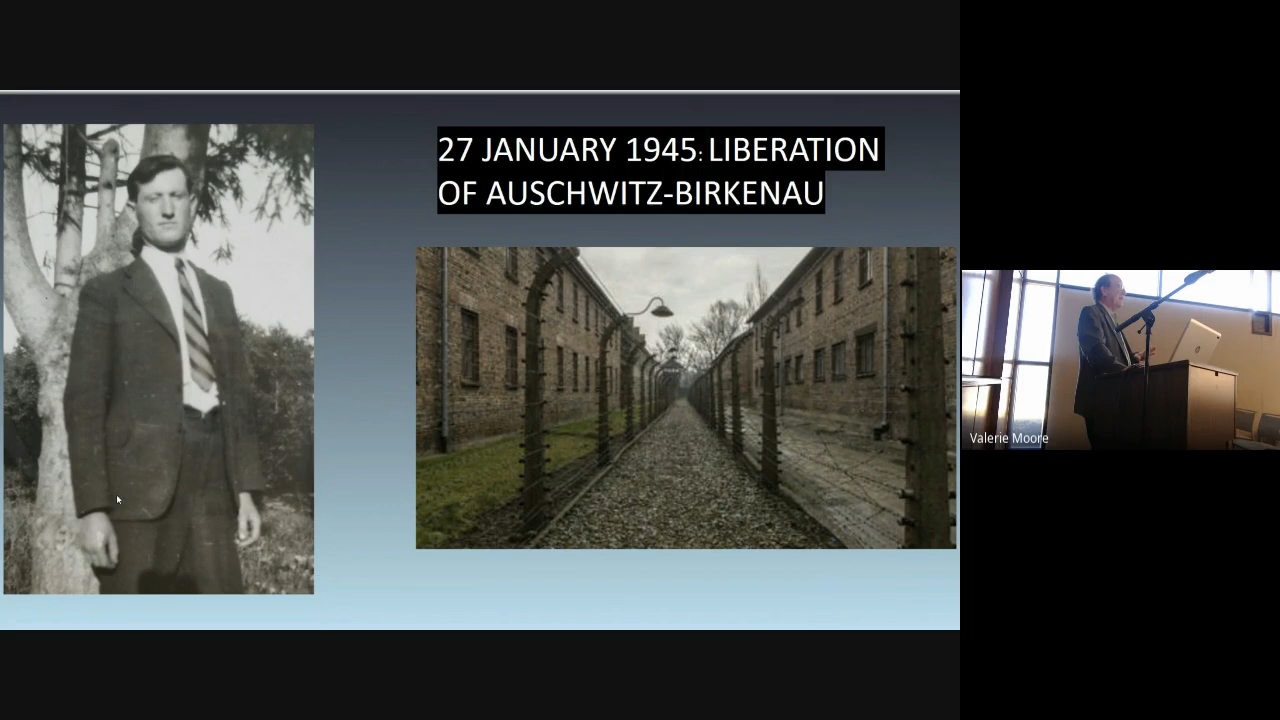 27 JANUARY 1945: LIBERATION
OF AUSCHWITZ-BIRKENAU
Valerie Moore